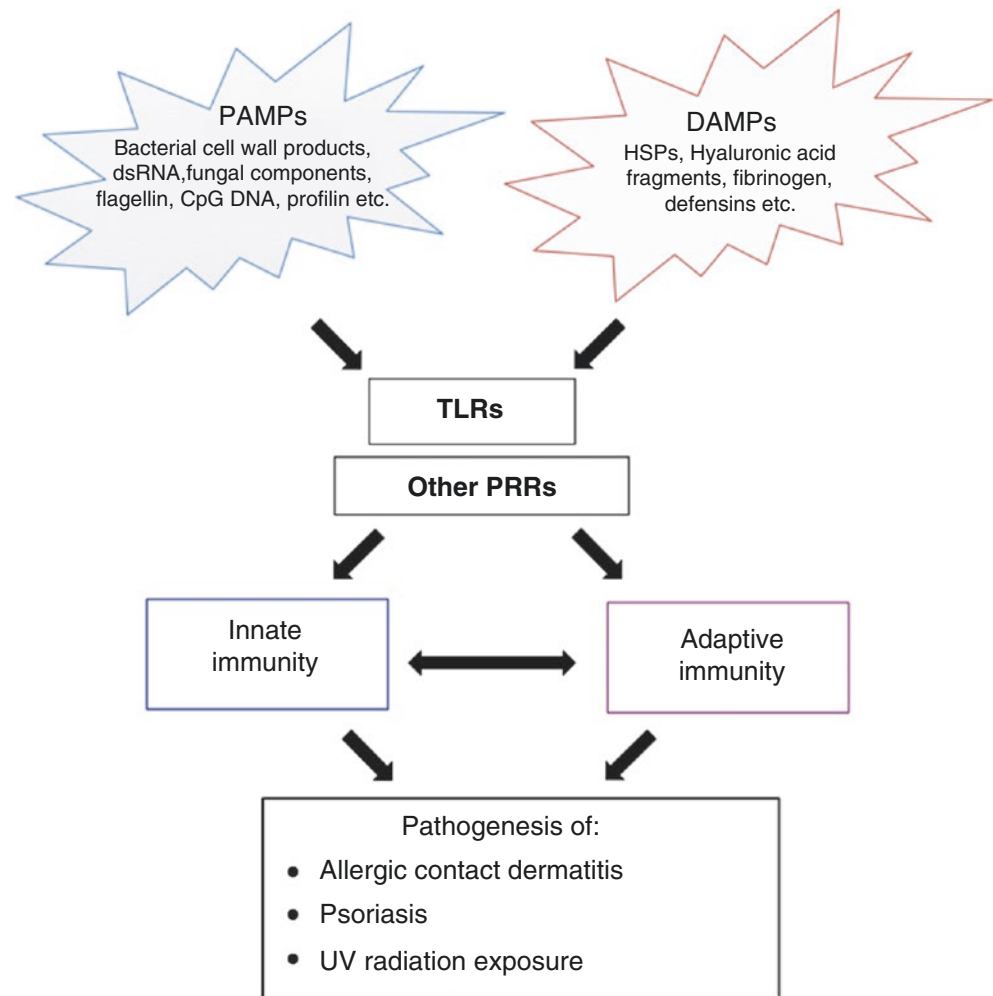 PAMPs
Bacterial cell wall products,
dsRNA,fungal components,
flagellin, CpG DNA, profilin etc.
DAMPs
HSPs, Hyaluronic acid
fragments, fibrinogen,
defensins etc.
TLRs
Other PRRs
Innate
immunity
Adaptive
immunity
Pathogenesis of:
• Allergic contact dermatitis
• Psoriasis
• UV radiation exposure